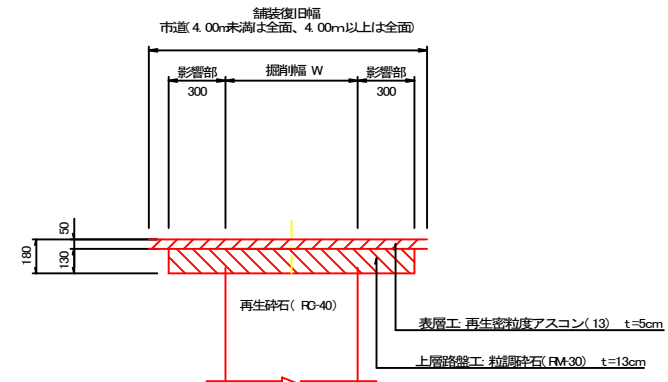 舗装復旧幅
市道(4.00m未満は全面、4.00m以上は全面)
影響部
掘削幅 W
影響部
300
300
50
180
130
再生砕石( RC-40)
表層工: 再生密粒度アスコン(13) t=5cm
上層路盤工: 粒調砕石(RM-30) t=13cm